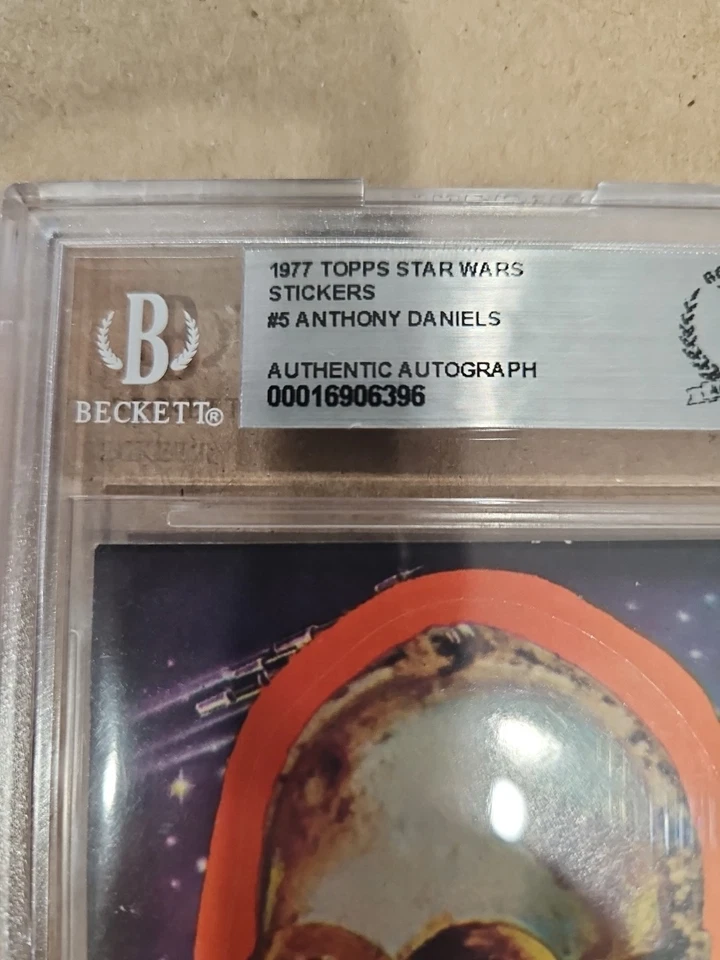 1977 TOPPS STAR WARS
STICKERS
#5 ANTHONY DANIELS
AUTHENTIC AUTOGRAPH
00016906396
B
BECKETT®